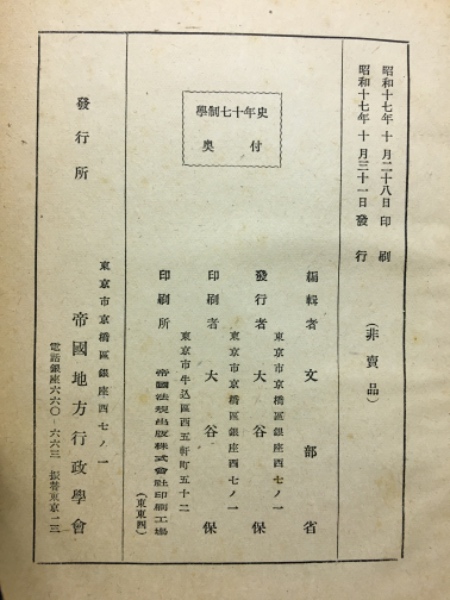 昭和十七年十月二十八日印刷
昭和十七年十月三十一日發行
（非賣品）
學制七十年史
奥付
編輯者 文部省
東京市京橋區銀座西七ノ一
發行者 大谷保
東京市京橋區銀座西七ノ一
印刷者 大谷保
東京市牛込區西五軒町五十二
印刷所 帝國法規出版株式會社印刷工場
（東東四）
發行所
東京市京橋區銀座西七ノ一
帝國地方行政學會
電話銀座六六〇－六六三 振替東京一三